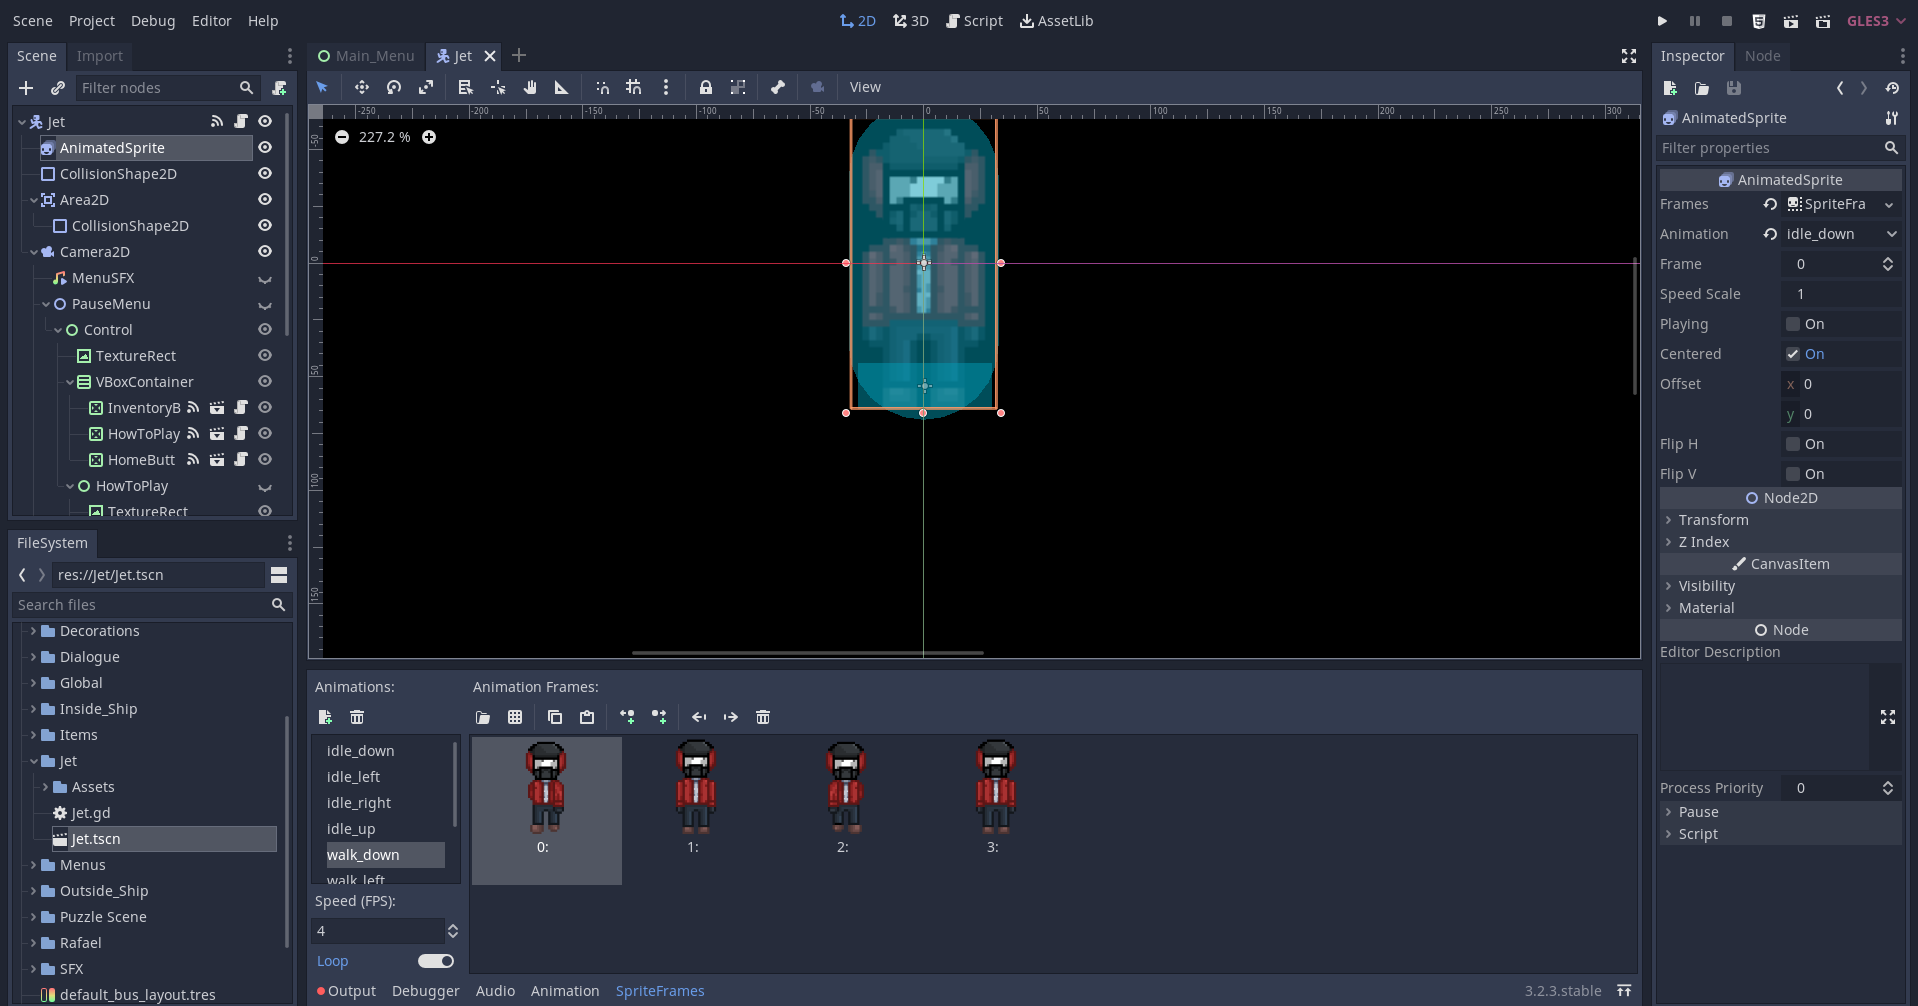 Scene Project Debug Editor Help
2D 3D Script AssetLib
GLES3
Scene Import
Filter nodes
Jet
AnimatedSprite
CollisionShape2D
Area2D
CollisionShape2D
Camera2D
MenuSFX
PauseMenu
Control
TextureRect
VBoxContainer
InventoryB
HowToPlay
HomeButt
HowToPlay
TextureRect
FileSystem
res://Jet/Jet.tscn
Search files
Decorations
Dialogue
Global
Inside_Ship
Items
Jet
Assets
Jet.gd
Jet.tscn
Menus
Outside_Ship
Puzzle Scene
Rafael
SFX
default_bus_layout.tres
Main_Menu Jet
View
-250 -200 -150 -100 -50 0 50 100 150 200 250 300
-50
0
50
100
150
227.2 %
Animations:
idle_down
idle_left
idle_right
idle_up
walk_down
walk_left
Speed (FPS):
4
Loop
Animation Frames:
0: 1: 2: 3:
Output Debugger Audio Animation SpriteFrames
3.2.3.stable
Inspector Node
AnimatedSprite
Filter properties
AnimatedSprite
Frames SpriteFra
Animation idle_down
Frame 0
Speed Scale 1
Playing On
Centered On
Offset x 0
y 0
Flip H On
Flip V On
Node2D
Transform
Z Index
CanvasItem
Visibility
Material
Node
Editor Description
Process Priority 0
Pause
Script